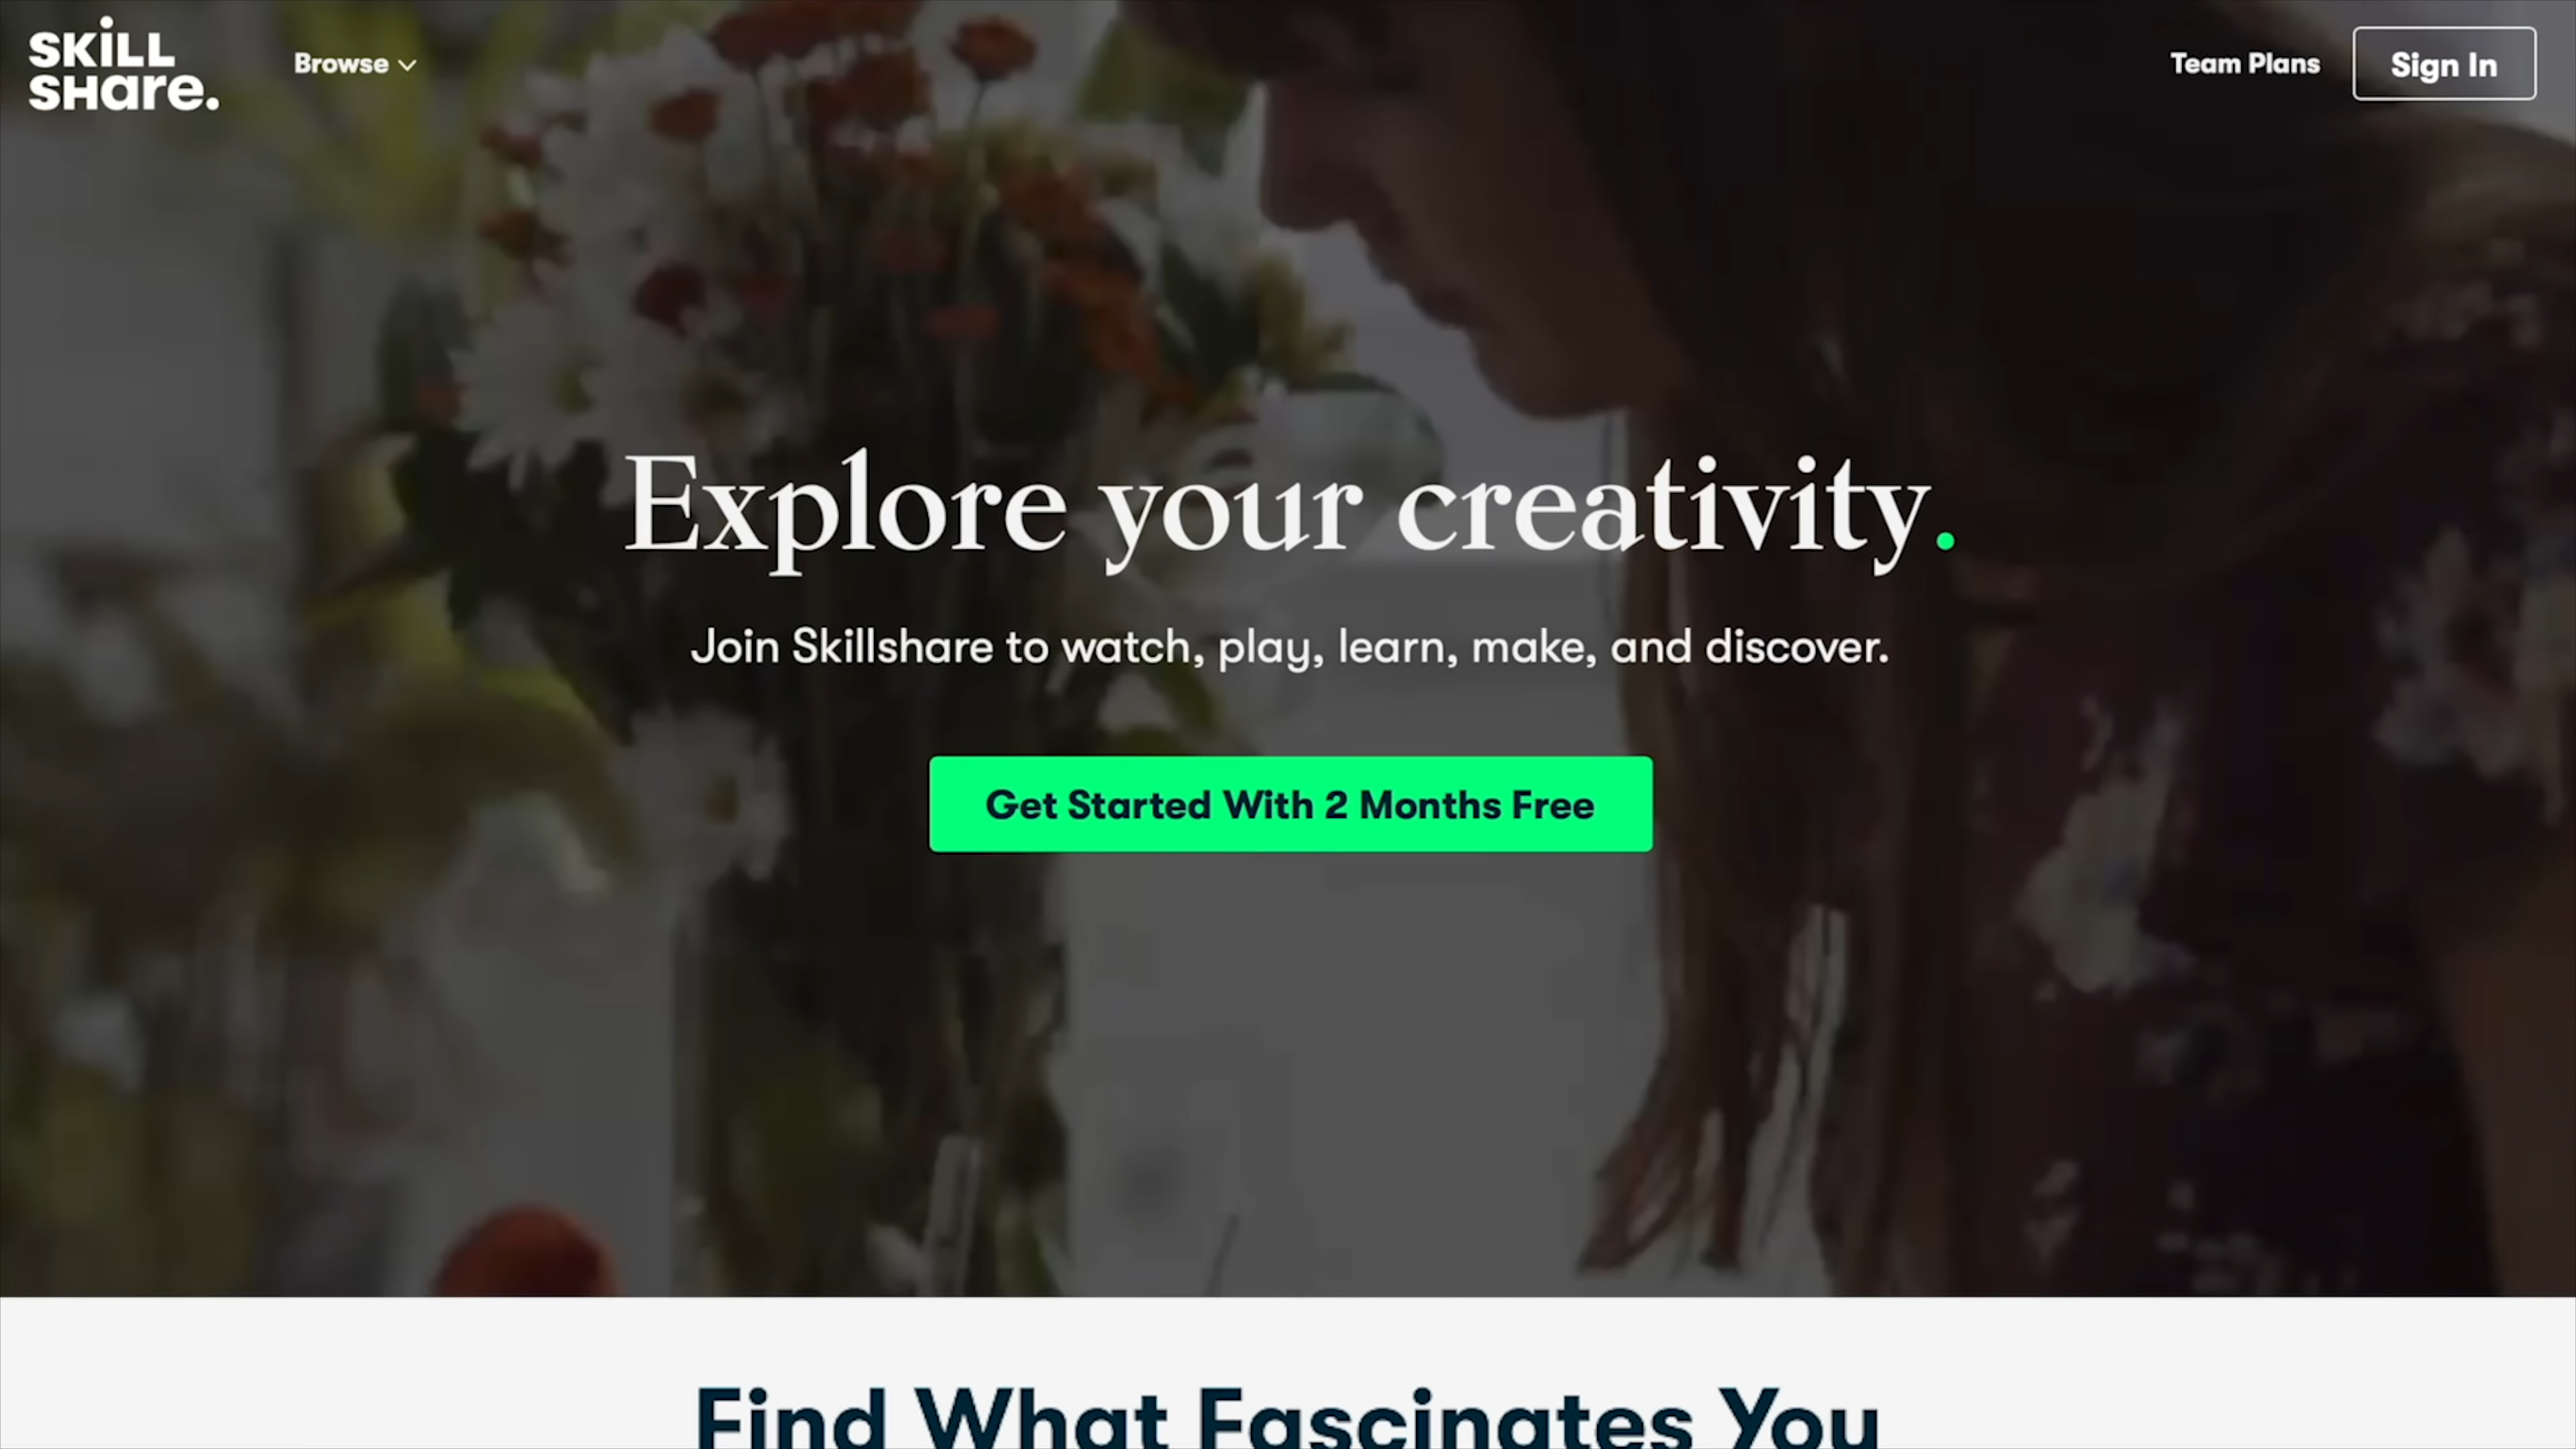 SKiLL
SHare.
Browse
Team Plans
Sign In
Explore your creativity.
Join Skillshare to watch, play, learn, make, and discover.
Get Started With 2 Months Free
Find What Fascinates You